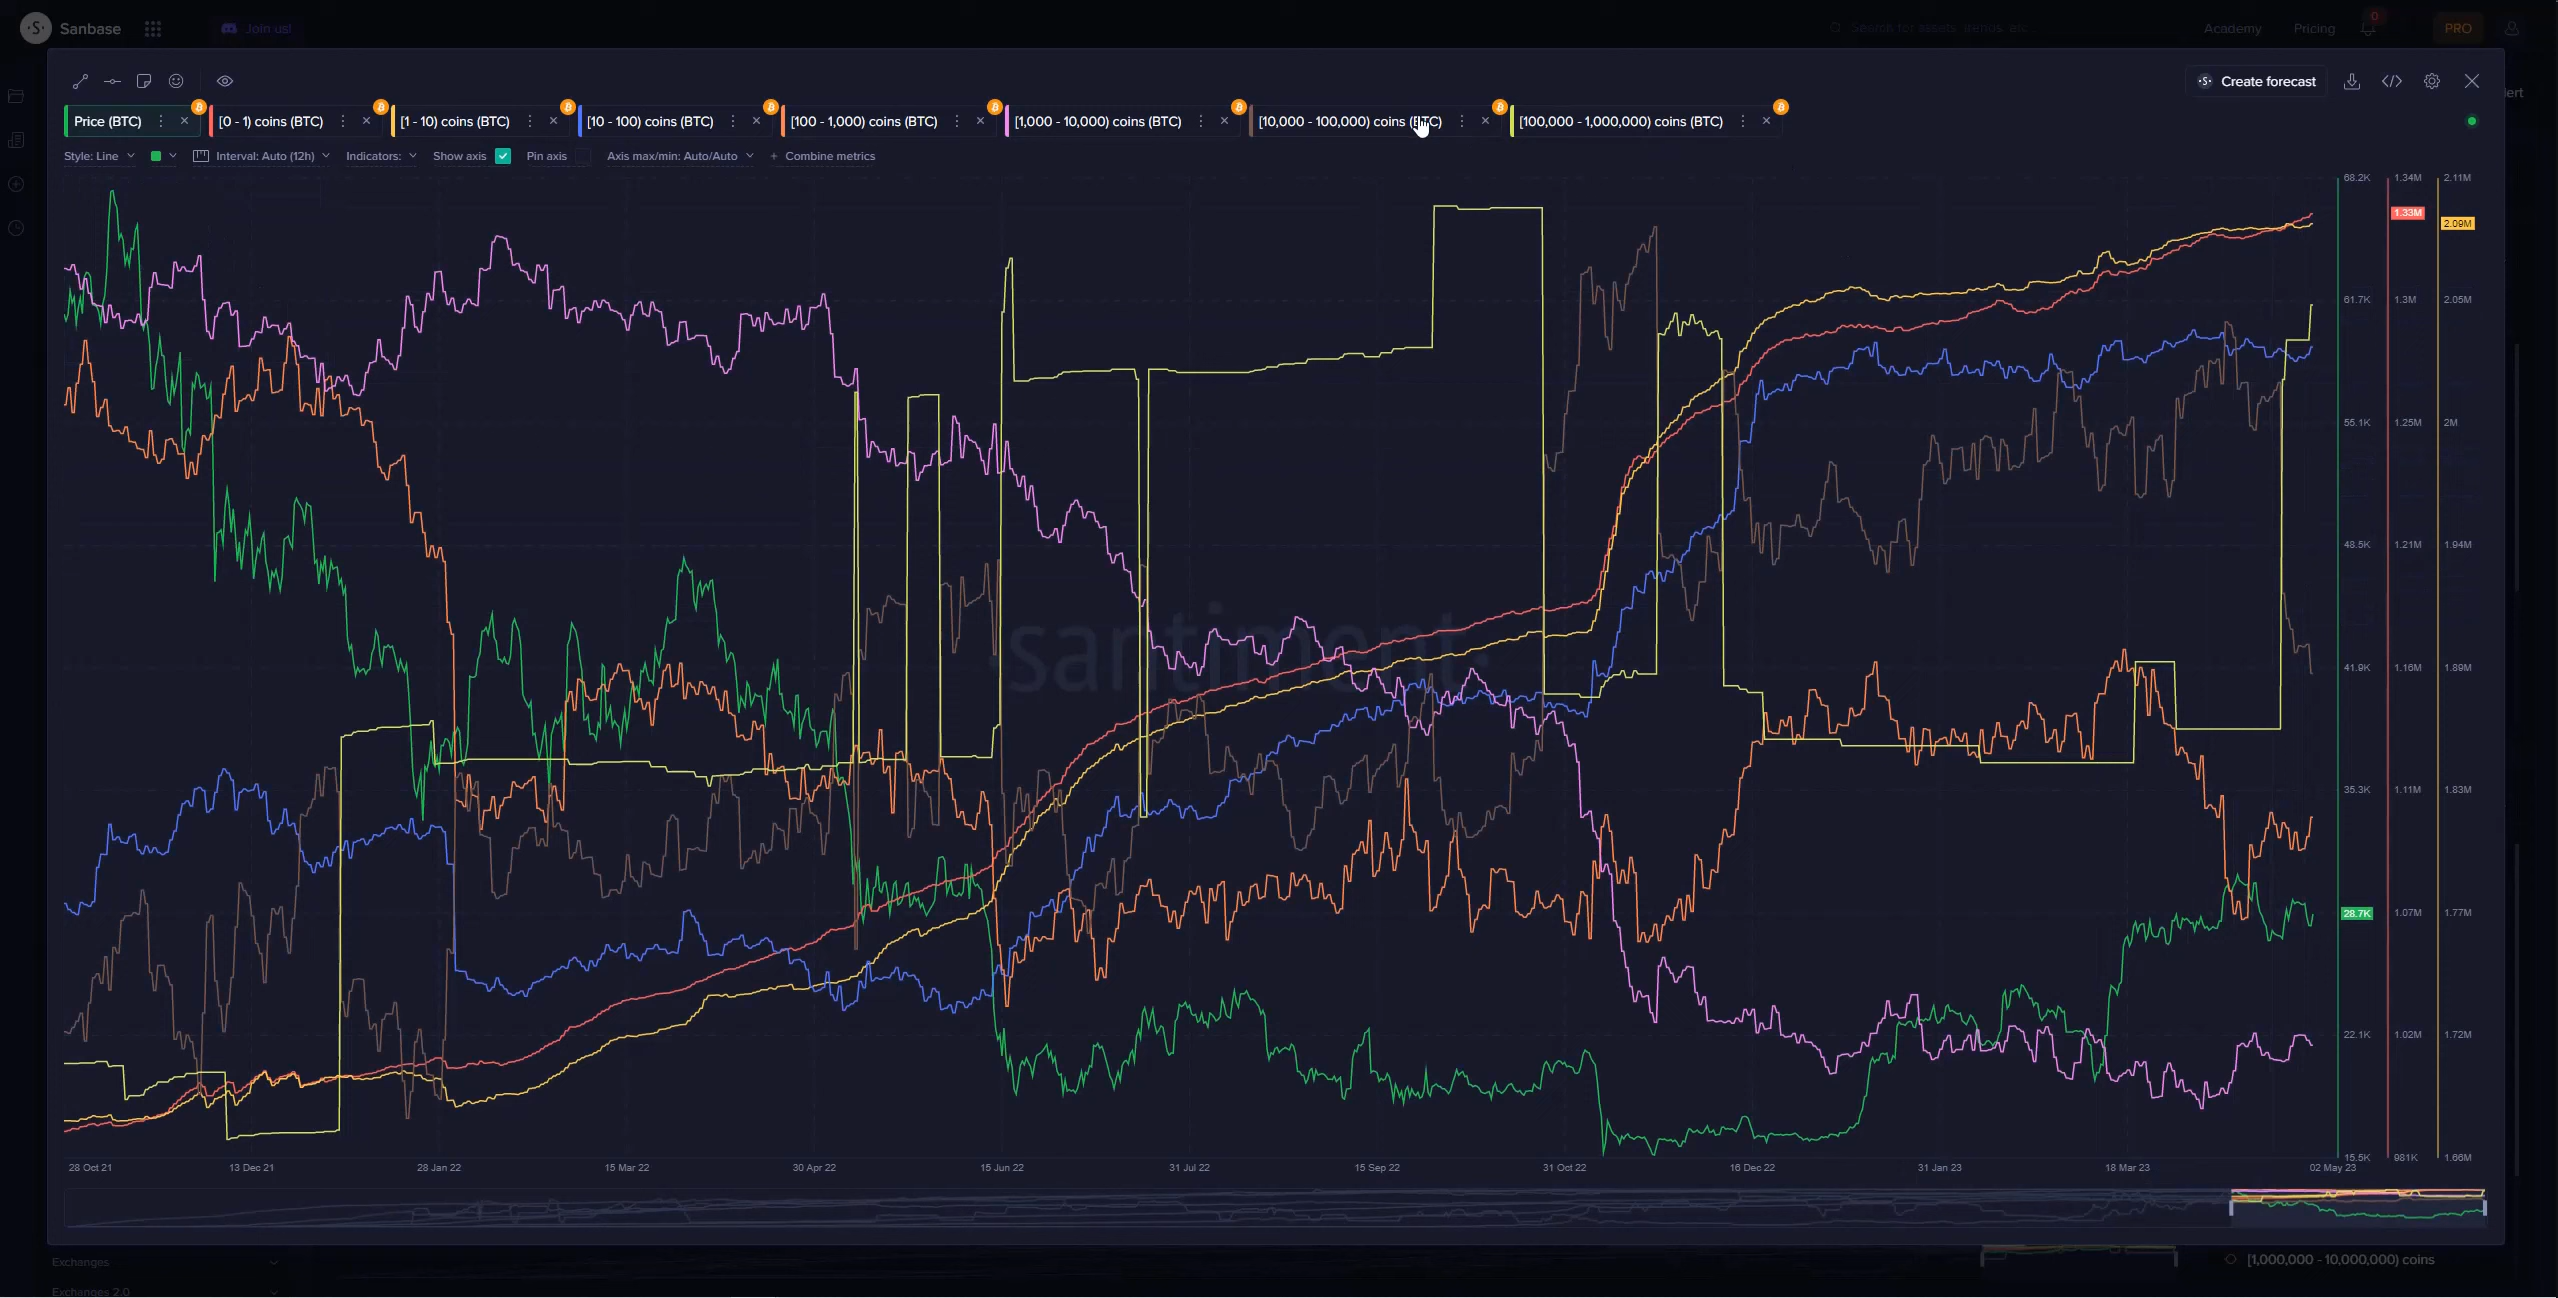 Sanbase
Join us!
Search for assets, trends, etc...
Academy
Pricing
0
PRO
Create forecast
Price (BTC)
[0 - 1) coins (BTC)
[1 - 10) coins (BTC)
[10 - 100) coins (BTC)
[100 - 1,000) coins (BTC)
[1,000 - 10,000) coins (BTC)
[10,000 - 100,000) coins (BTC)
[100,000 - 1,000,000) coins (BTC)
Style: Line
Interval: Auto (12h)
Indicators:
Show axis
Pin axis
Axis max/min: Auto/Auto
+ Combine metrics
68.2K 1.34M 2.11M
1.33M
2.09M
61.7K 1.3M 2.05M
55.1K 1.25M 2M
48.5K 1.21M 1.94M
·santiment·
41.9K 1.16M 1.89M
35.3K 1.11M 1.83M
28.7K 1.07M 1.77M
22.1K 1.02M 1.72M
15.5K 981K 1.66M
28 Oct 21
13 Dec 21
28 Jan 22
15 Mar 22
30 Apr 22
15 Jun 22
31 Jul 22
15 Sep 22
31 Oct 22
16 Dec 22
31 Jan 23
18 Mar 23
02 May 23
Exchanges
[1,000,000 - 10,000,000) coins
Exchanges 2.0